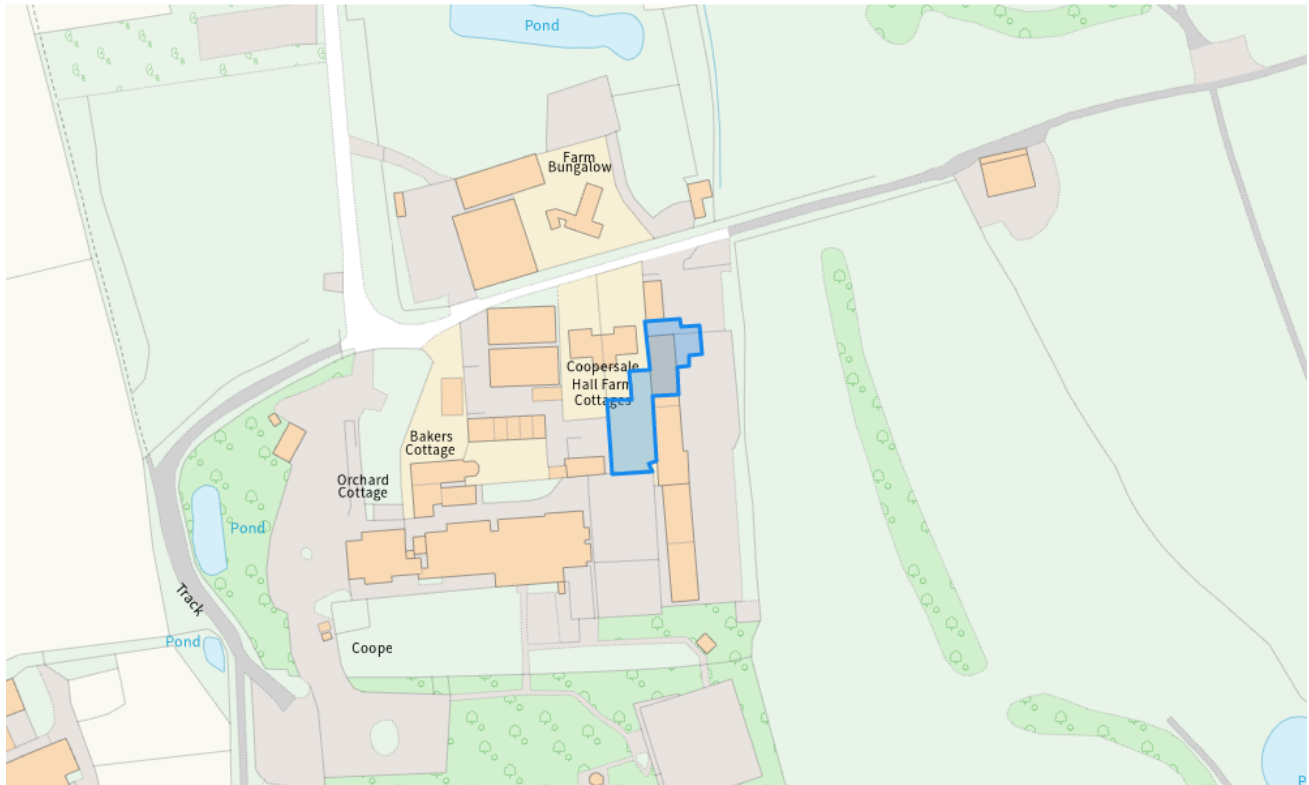 Pond
Farm
Bungalow
Coopersale
Hall Farm
Cottages
Bakers
Cottage
Orchard
Cottage
Pond
Track
Pond
Coope
P